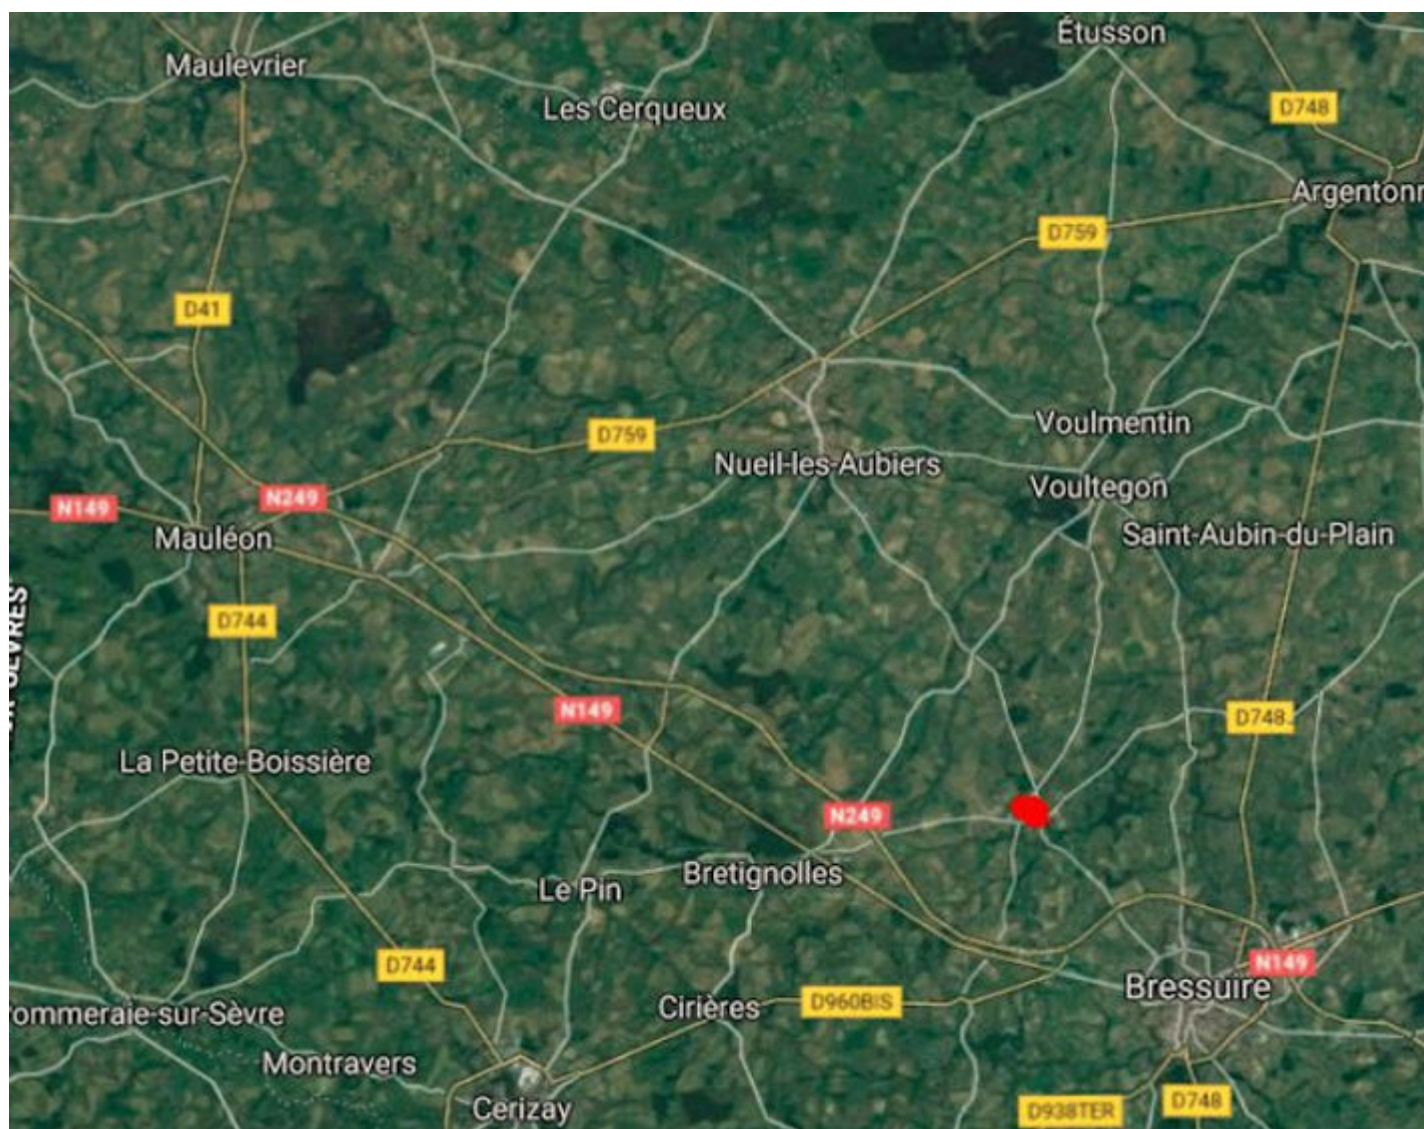 Étusson
Maulevrier
Les Cerqueux
D748
Argentonn
D759
D41
Voulmentin
D759
Nueil-les-Aubiers
Voultegon
N249
N149
Mauléon
Saint-Aubin-du-Plain
D744
N149
D748
La Petite-Boissière
N249
Bretignolles
Le Pin
D744
N149
Bressuire
D960BIS
Cirières
ommeraie-sur-Sèvre
Montravers
Cerizay
D938TER
D748